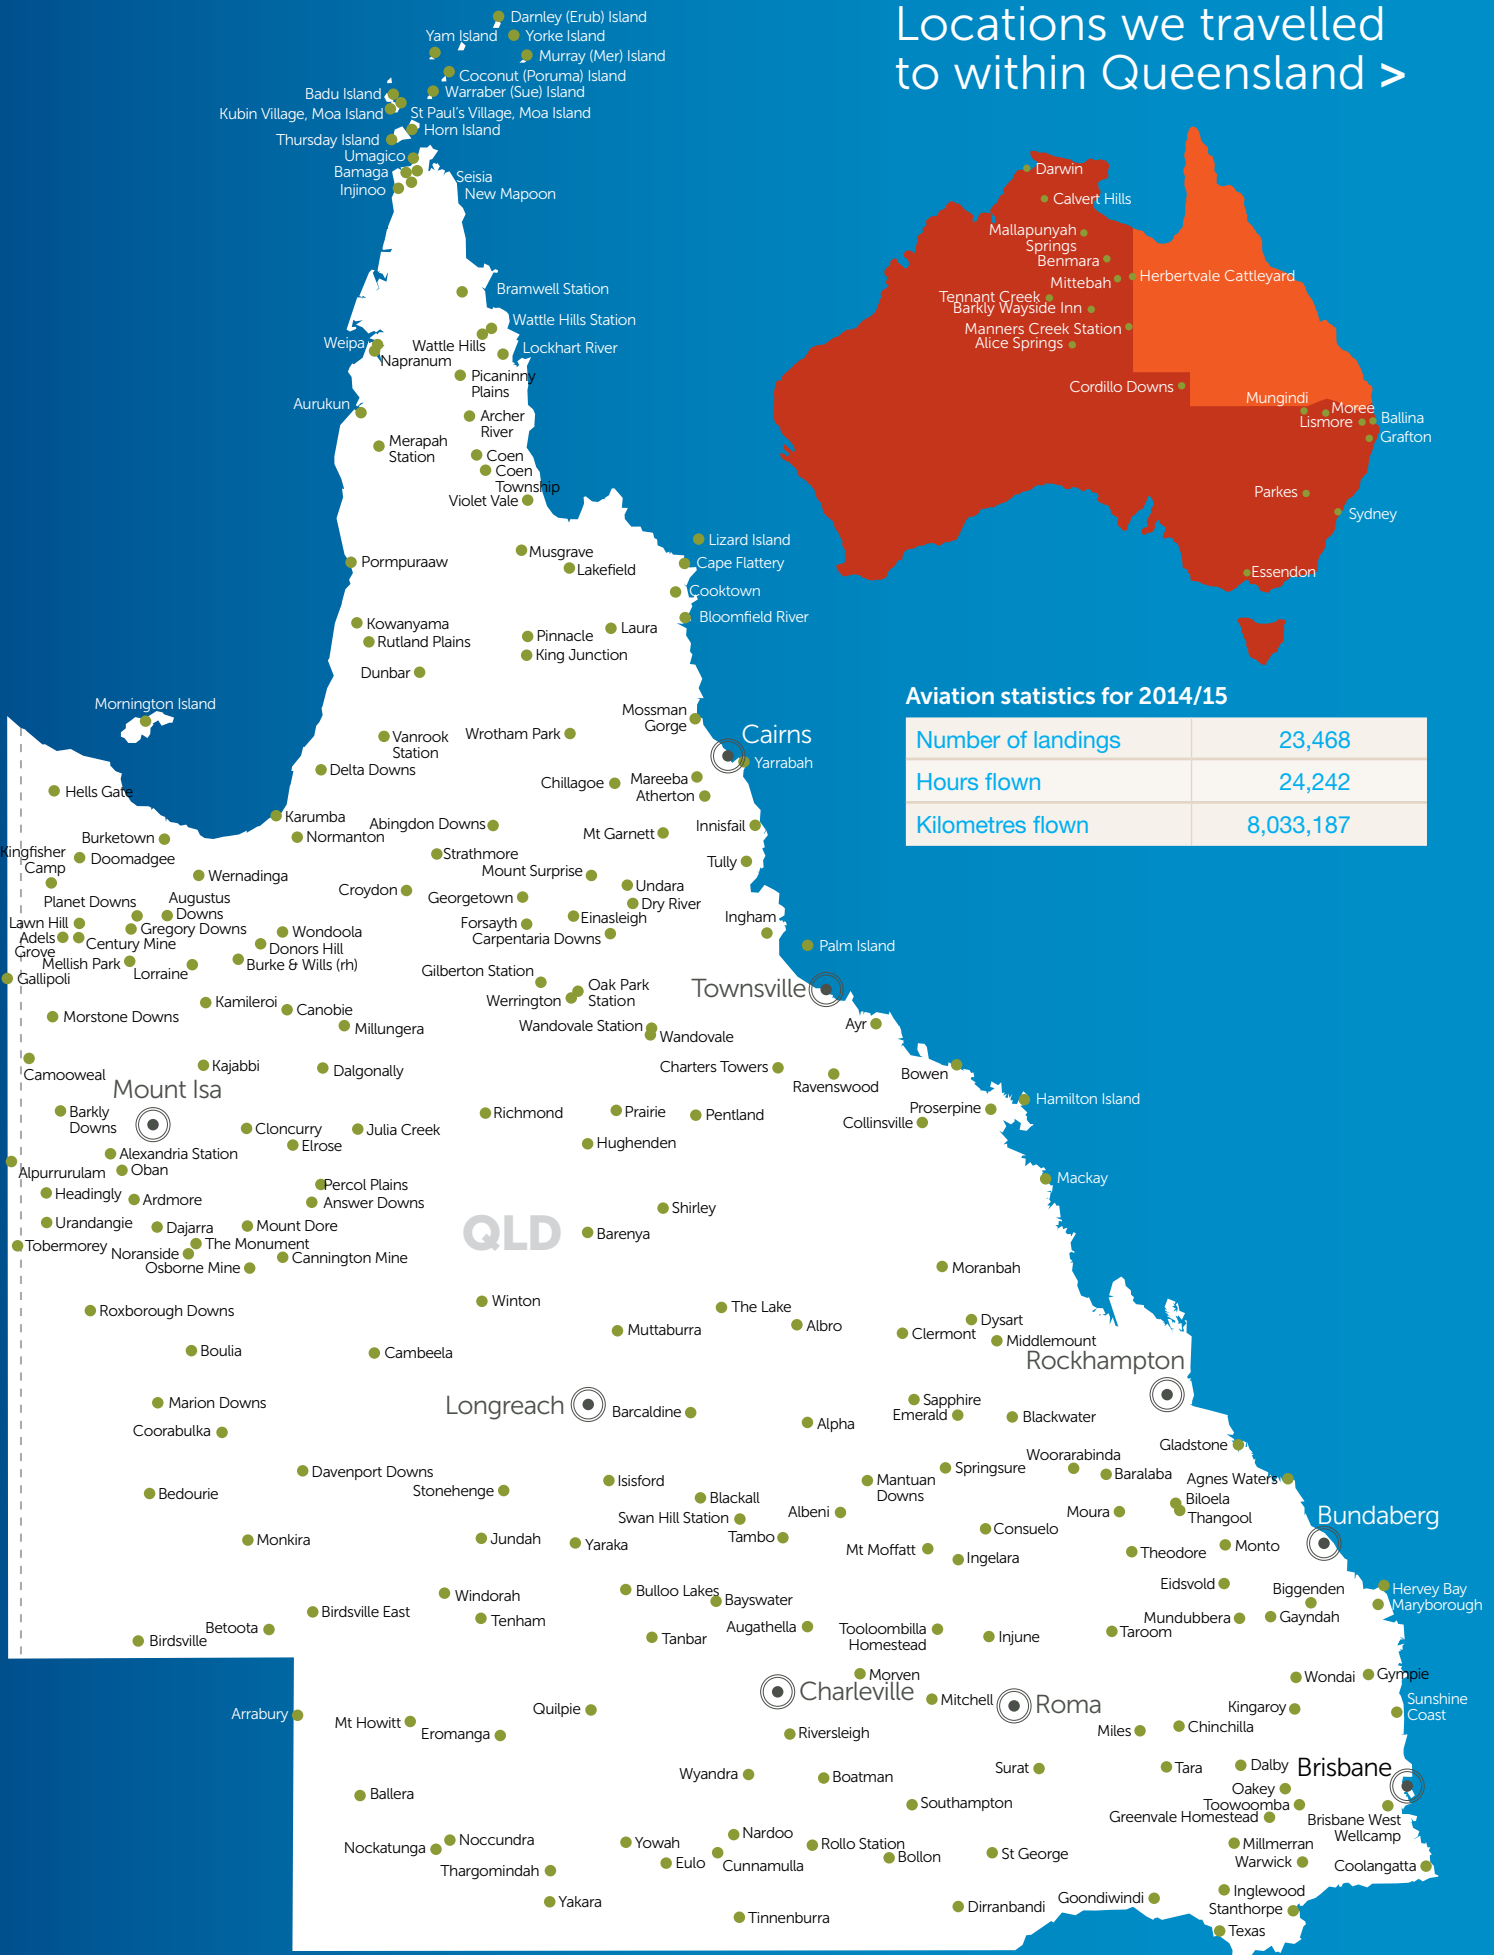 Locations we travelled
to within Queensland >
Darnley (Erub) Island
Yam Island
Yorke Island
Murray (Mer) Island
Coconut (Poruma) Island
Warraber (Sue) Island
Badu Island
Kubin Village, Moa Island
St Paul's Village, Moa Island
Horn Island
Thursday Island
Umagico
Bamaga
Injinoo
Seisia
New Mapoon
Bramwell Station
Wattle Hills Station
Wattle Hills
Lockhart River
Weipa
Napranum
Picaninny
Plains
Aurukun
Archer
River
Merapah
Station
Coen
Coen
Township
Violet Vale
Musgrave
Lakefield
Lizard Island
Cape Flattery
Cooktown
Bloomfield River
Pormpuraaw
Kowanyama
Rutland Plains
Pinnacle
Laura
King Junction
Dunbar
Mornington Island
Mossman
Gorge
Cairns
Yarrabah
Vanrook
Station
Wrotham Park
Delta Downs
Chillagoe
Mareeba
Atherton
Hells Gate
Karumba
Normanton
Abingdon Downs
Mt Garnett
Innisfail
Burketown
Doomadgee
Kingfisher
Camp
Strathmore
Mount Surprise
Tully
Wernadinga
Croydon
Georgetown
Undara
Dry River
Planet Downs
Augustus
Downs
Lawn Hill
Gregory Downs
Forsayth
Einasleigh
Ingham
Adels
Grove
Century Mine
Wondoola
Donors Hill
Carpentaria Downs
Palm Island
Mellish Park
Lorraine
Burke & Wills (rh)
Gallipoli
Gilberton Station
Oak Park
Station
Werrington
Townsville
Kamileroi
Canobie
Morstone Downs
Millungera
Wandovale Station
Wandovale
Ayr
Camooweal
Kajabbi
Dalgonally
Charters Towers
Ravenswood
Bowen
Mount Isa
Barkly
Downs
Richmond
Prairie
Pentland
Proserpine
Hamilton Island
Cloncurry
Julia Creek
Collinsville
Elrose
Hughenden
Alexandria Station
Alpurrurulam
Oban
Mackay
Headingly
Ardmore
Percol Plains
Answer Downs
Shirley
Urandangie
Dajarra
Mount Dore
QLD
Barenya
Tobermorey
The Monument
Noranside
Cannington Mine
Osborne Mine
Moranbah
Roxborough Downs
Winton
The Lake
Muttaburra
Albro
Dysart
Clermont
Middlemount
Boulia
Cambeela
Rockhampton
Marion Downs
Longreach
Barcaldine
Sapphire
Emerald
Blackwater
Coorabulka
Alpha
Gladstone
Davenport Downs
Isisford
Mantuan
Downs
Springsure
Woorarabinda
Baralaba
Agnes Waters
Bedourie
Stonehenge
Blackall
Swan Hill Station
Albeni
Moura
Biloela
Thangool
Bundaberg
Monkira
Jundah
Yaraka
Tambo
Consuelo
Mt Moffatt
Ingelara
Theodore
Monto
Windorah
Bulloo Lakes
Bayswater
Eidsvold
Biggenden
Hervey Bay
Maryborough
Birdsville East
Tenham
Betoota
Augathella
Tooloombilla
Homestead
Injune
Mundubbera
Gayndah
Taroom
Birdsville
Tanbar
Morven
Wondai
Gympie
Charleville
Mitchell
Roma
Arrabury
Mt Howitt
Quilpie
Kingaroy
Sunshine
Coast
Eromanga
Riversleigh
Miles
Chinchilla
Wyandra
Boatman
Surat
Tara
Dalby
Brisbane
Ballera
Southampton
Oakey
Toowoomba
Greenvale Homestead
Brisbane West
Wellcamp
Nockatunga
Noccundra
Yowah
Nardoo
Rollo Station
Millmerran
Eulo
Cunnamulla
Bollon
St George
Warwick
Coolangatta
Thargomindah
Yakara
Inglewood
Goondiwindi
Dirranbandi
Stanthorpe
Tinnenburra
Texas
Darwin
Calvert Hills
Mallapunyah
Springs
Benmara
Mittebah
Herbertvale Cattleyard
Tennant Creek
Barkly Wayside Inn
Manners Creek Station
Alice Springs
Cordillo Downs
Mungindi
Moree
Lismore
Ballina
Grafton
Parkes
Sydney
Essendon
Aviation statistics for 2014/15
Number of landings 23,468
Hours flown 24,242
Kilometres flown 8,033,187